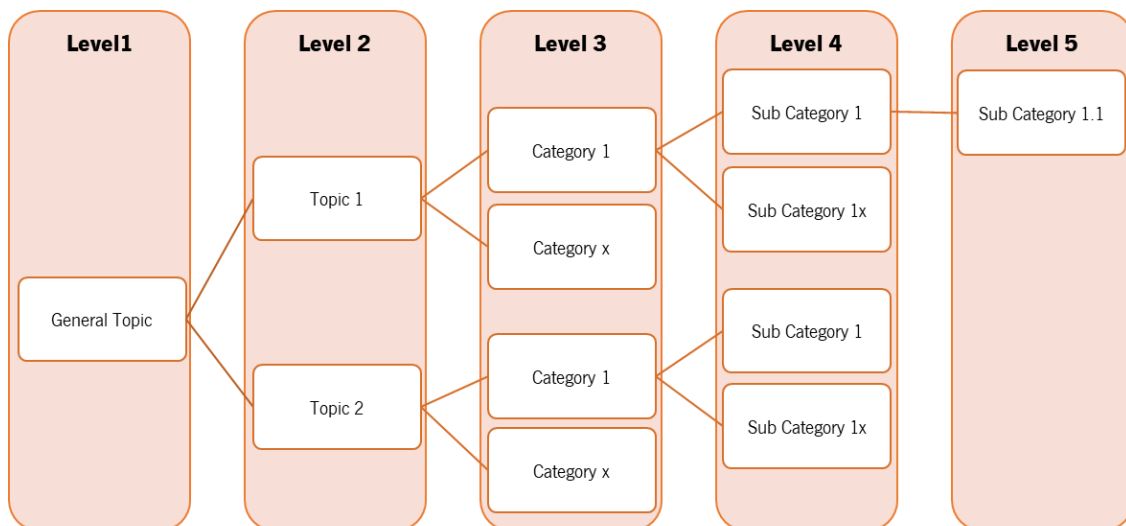 Level1
Level 2
Level 3
Level 4
Level 5
General Topic
Topic 1
Topic 2
Category 1
Category x
Category 1
Category x
Sub Category 1
Sub Category 1x
Sub Category 1
Sub Category 1x
Sub Category 1.1